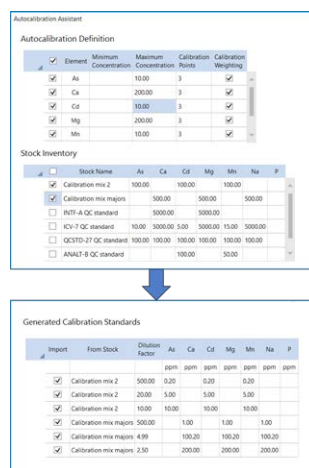 Autocalibration Assistant
Autocalibration Definition
Element Minimum Concentration Maximum Concentration Calibration Points Calibration Weighting
As 10.00 3
Ca 200.00 3
Cd 10.00 3
Mg 200.00 3
Mn 10.00 3
Stock Inventory
Stock Name As Ca Cd Mg Mn Na P
Calibration mix 2 100.00 100.00 100.00
Calibration mix majors 500.00 500.00 500.00
INTF-A QC standard 5000.00 5000.00
ICV-7 QC standard 10.00 5000.00 5.00 5000.00 15.00 5000.00
QCSTD-27 QC standard 100.00 100.00 100.00 100.00 100.00 100.00
ANALT-B QC standard 100.00 50.00
Generated Calibration Standards
Import From Stock Dilution Factor As Ca Cd Mg Mn Na P
ppm ppm ppm ppm ppm ppm ppm
Calibration mix 2 500.00 0.20 0.20 0.20
Calibration mix 2 20.00 5.00 5.00 5.00
Calibration mix 2 10.00 10.00 10.00 10.00
Calibration mix majors 500.00 1.00 1.00 1.00
Calibration mix majors 4.99 100.20 100.20 100.20
Calibration mix majors 2.50 200.00 200.00 200.00